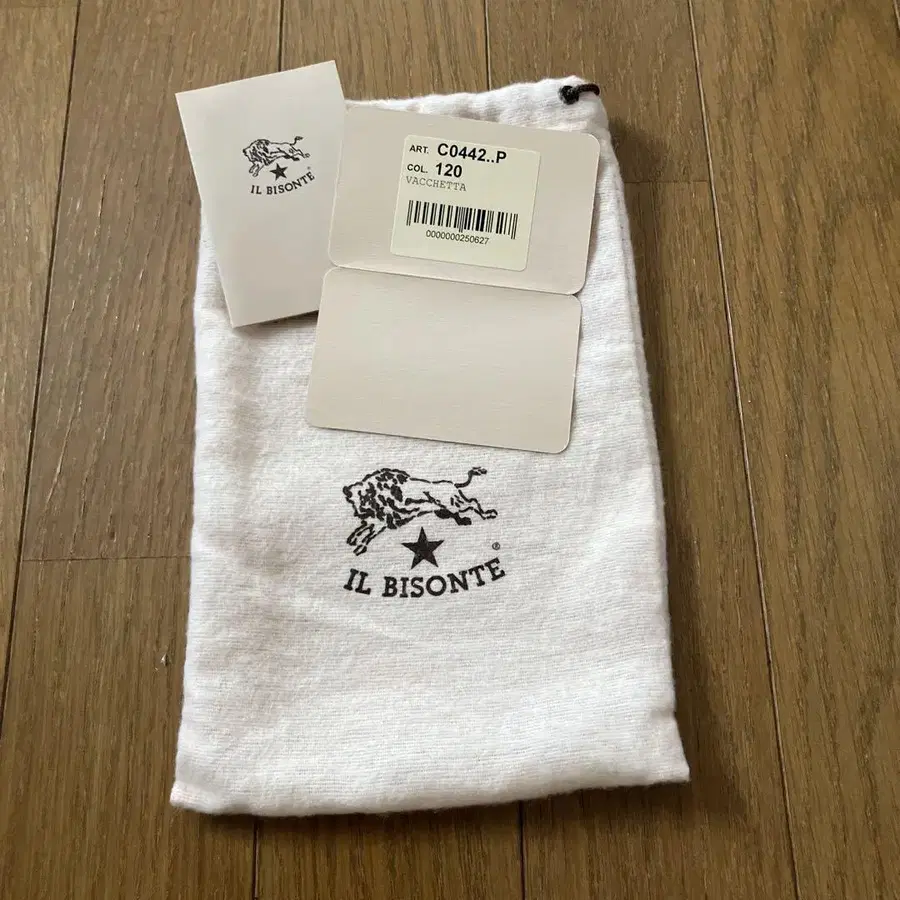 IL BISONTE
®
ART. C0442..P
COL. 120
VACCHETTA
0000000250627
®
IL BISONTE